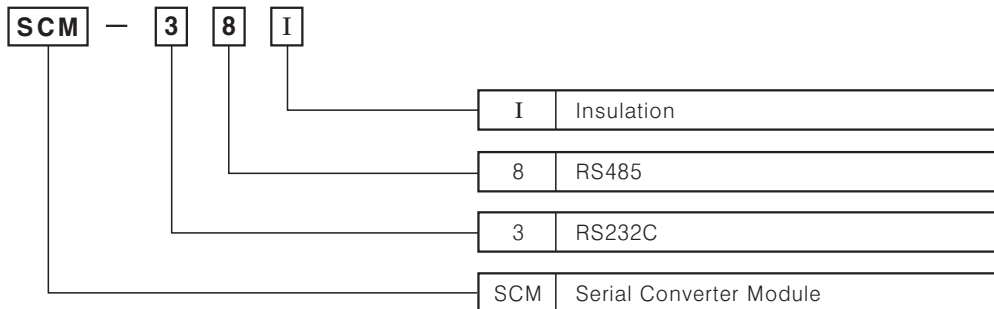 SCM – 3 8 I
I Insulation
8 RS485
3 RS232C
SCM Serial Converter Module